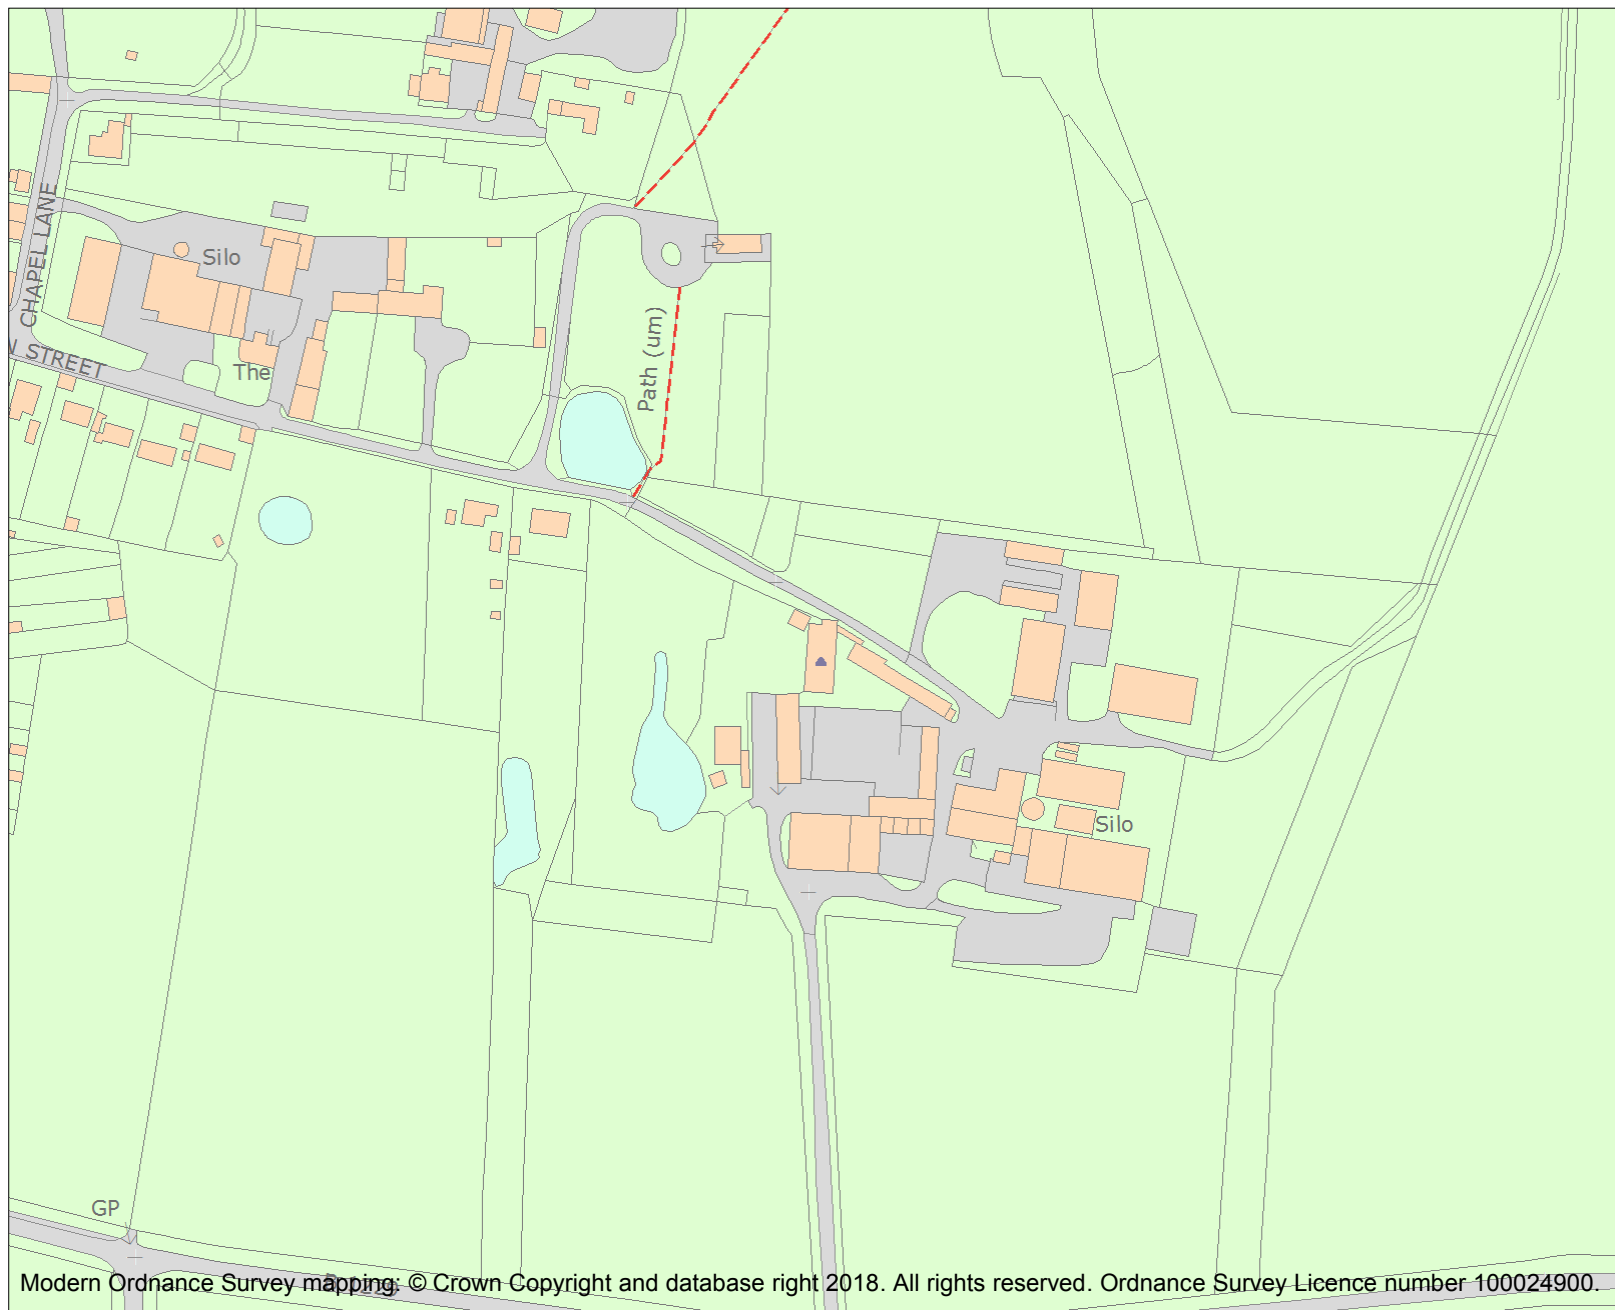 CHAPEL LANE
Silo
N STREET
The
Path (um)
Silo
GP
Modern Ordnance Survey mapping: © Crown Copyright and database right 2018. All rights reserved. Ordnance Survey Licence number 100024900.